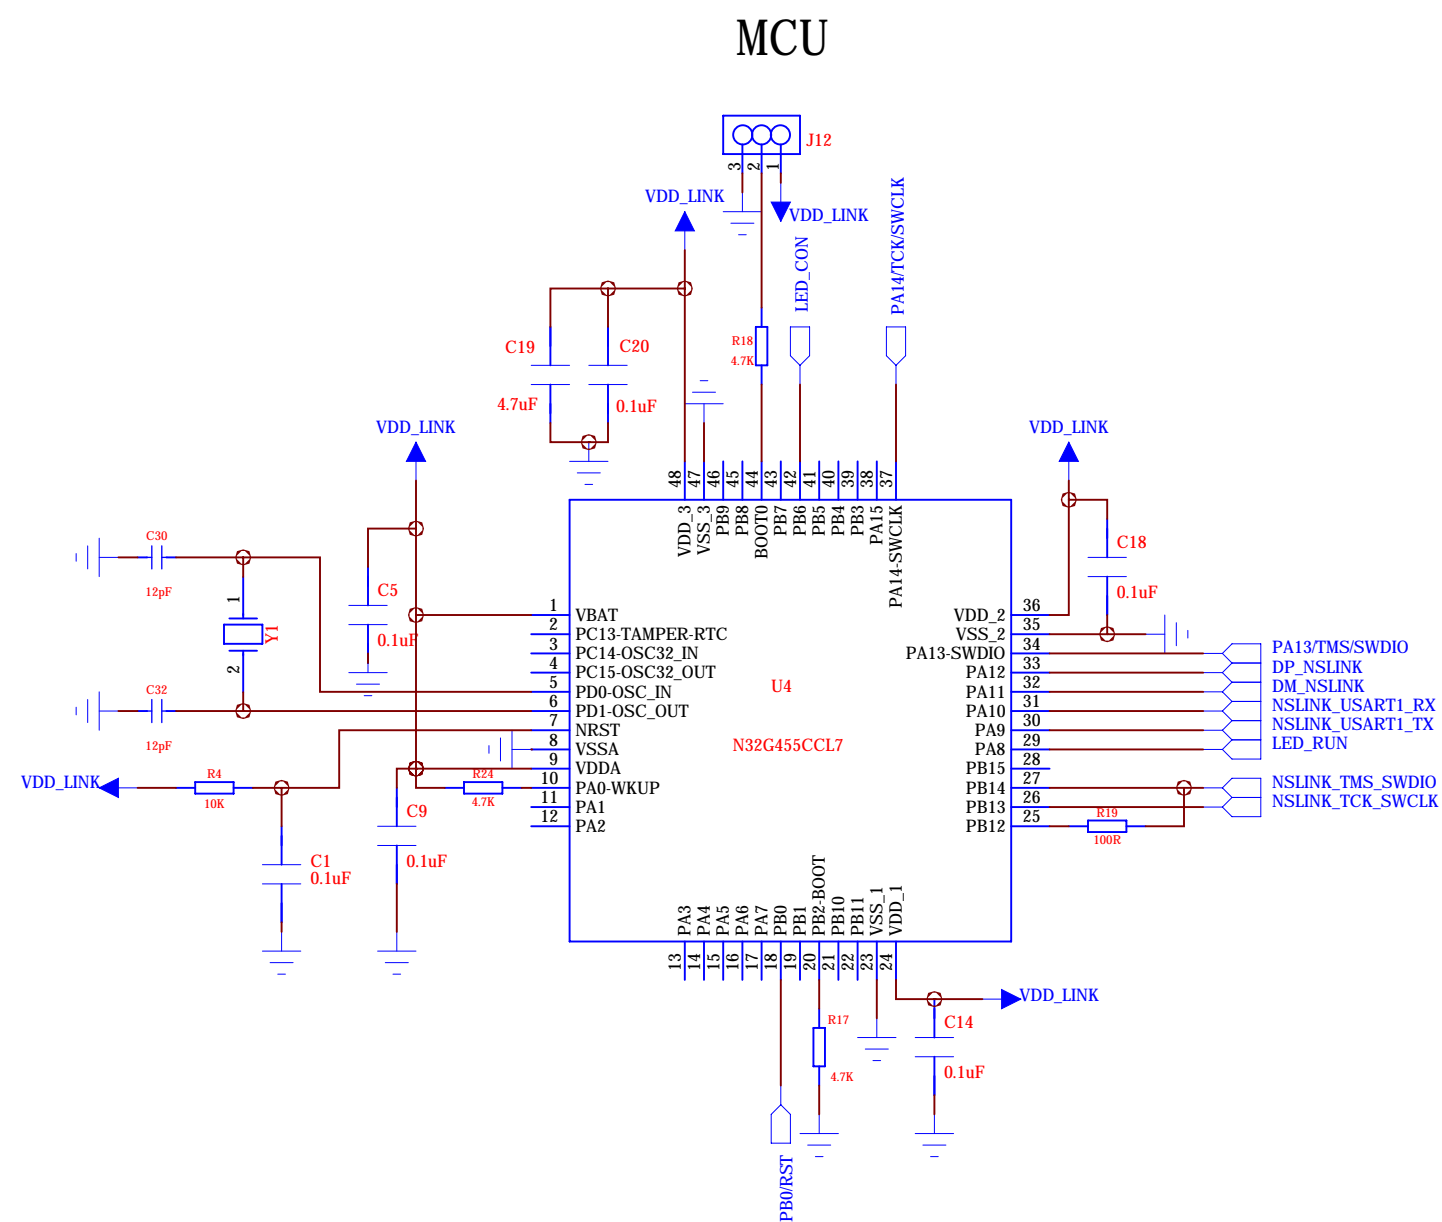 MCU
J12
3
2
1
VDD_LINK
VDD_LINK
LED_CON
PA14/TCK/SWCLK
C19
4.7uF
C20
0.1uF
R18
4.7K
VDD_LINK
VDD_LINK
48
47
46
45
44
43
42
41
40
39
38
37
VDD_3
VSS_3
PB9
PB8
BOOT0
PB7
PB6
PB5
PB4
PB3
PA15
PA14-SWCLK
C30
12pF
C5
0.1uF
C18
0.1uF
1
Y1
2
C32
12pF
1 VBAT
2 PC13-TAMPER-RTC
3 PC14-OSC32_IN
4 PC15-OSC32_OUT
5 PD0-OSC_IN
6 PD1-OSC_OUT
7 NRST
8 VSSA
9 VDDA
10 PA0-WKUP
11 PA1
12 PA2
U4
N32G455CCL7
VDD_2 36
VSS_2 35
PA13-SWDIO 34 PA13/TMS/SWDIO
PA12 33 DP_NSLINK
PA11 32 DM_NSLINK
PA10 31 NSLINK_USART1_RX
PA9 30 NSLINK_USART1_TX
PA8 29 LED_RUN
PB15 28
PB14 27 NSLINK_TMS_SWDIO
PB13 26 NSLINK_TCK_SWCLK
PB12 25
R19
100R
VDD_LINK
R4
10K
R24
4.7K
C9
0.1uF
C1
0.1uF
PA3
PA4
PA5
PA6
PA7
PB0
PB1
PB2-BOOT
PB10
PB11
VSS_1
VDD_1
13
14
15
16
17
18
19
20
21
22
23
24
VDD_LINK
R17
4.7K
C14
0.1uF
PB0/RST